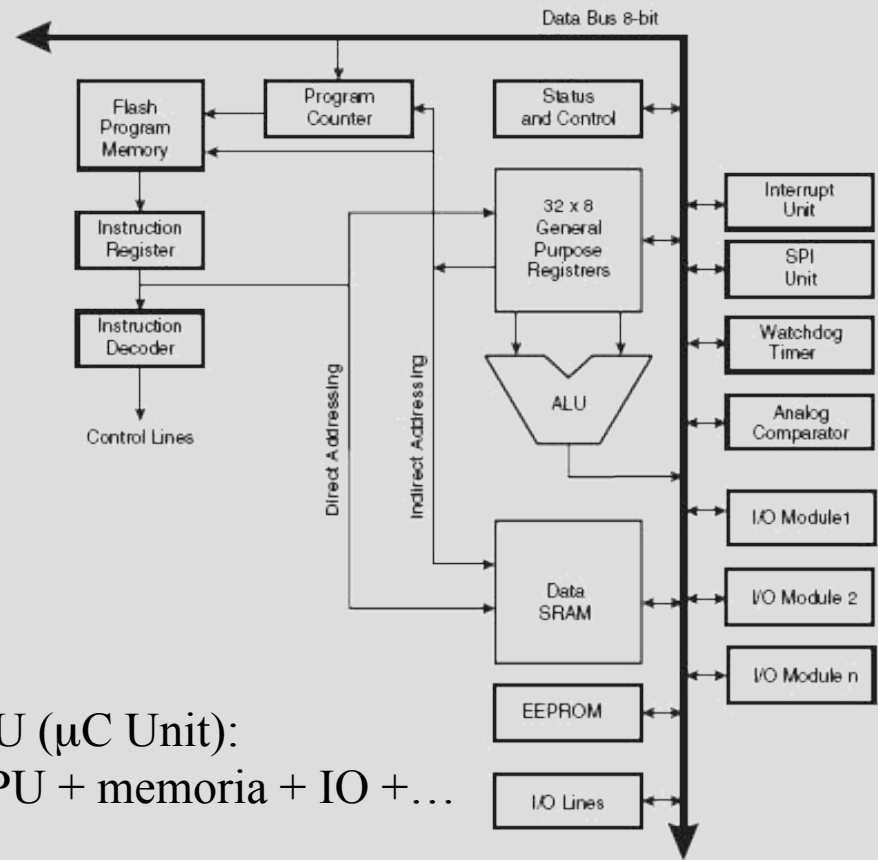 Data Bus 8-bit
Flash
Program
Memory
Program
Counter
Status
and Control
Instruction
Register
32 x 8
General
Purpose
Registrers
Interrupt
Unit
SPI
Unit
Instruction
Decoder
Watchdog
Timer
ALU
Analog
Comparator
Control Lines
Direct Addressing
Indirect Addressing
I/O Module1
Data
SRAM
I/O Module 2
I/O Module n
EEPROM
I/O Lines
U (μC Unit):
PU + memoria + IO +…